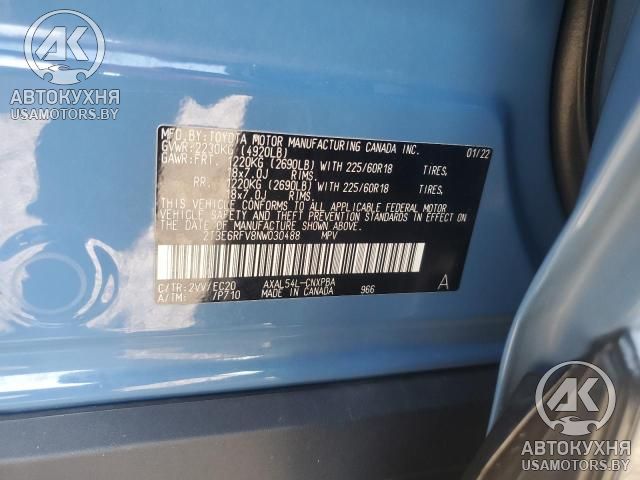 AK
АВТОКУХНЯ
USAMOTORS.BY
MFD. BY:TOYOTA MOTOR MANUFACTURING CANADA INC. 01/22
GVWR:2230KG (4920LB)
GAWR:FRT. 1220KG (2690LB) WITH 225/60R18 TIRES,
18x7.0J RIMS,
RR. 1220KG (2690LB) WITH 225/60R18 TIRES,
18x7.0J RIMS.
THIS VEHICLE CONFORMS TO ALL APPLICABLE FEDERAL MOTOR
VEHICLE SAFETY AND THEFT PREVENTION STANDARDS IN EFFECT ON
THE DATE OF MANUFACTURE SHOWN ABOVE.
2T3E6RFV8NW030488 MPV
C/TR:2VV/EC20 AXAL54L-CNXPBA
A/TM: /P710 MADE IN CANADA 966 A
AK
АВТОКУХНЯ
USAMOTORS.BY